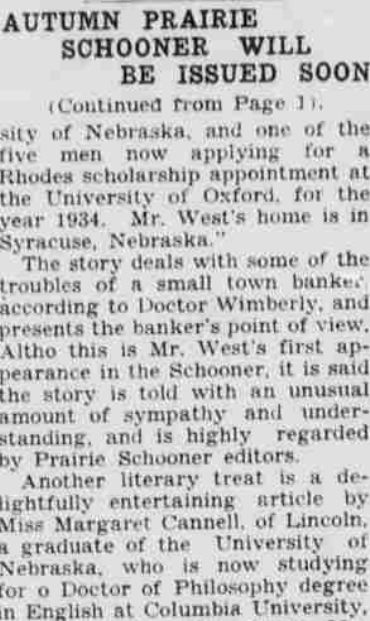 AUTUMN PRAIRIE
SCHOONER WILL
BE ISSUED SOON
(Continued from Page 1).
sity of Nebraska, and one of the
five men now applying for a
Rhodes scholarship appointment at
the University of Oxford, for the
year 1934. Mr. West's home is in
Syracuse, Nebraska."
The story deals with some of the
troubles of a small town banker,
according to Doctor Wimberly, and
presents the banker's point of view.
Altho this is Mr. West's first ap-
pearance in the Schooner, it is said
the story is told with an unusual
amount of sympathy and under-
standing, and is highly regarded
by Prairie Schooner editors.
Another literary treat is a de-
lightfully entertaining article by
Miss Margaret Cannell, of Lincoln,
a graduate of the University of
Nebraska, who is now studying
for o Doctor of Philosophy degree
in English at Columbia University,